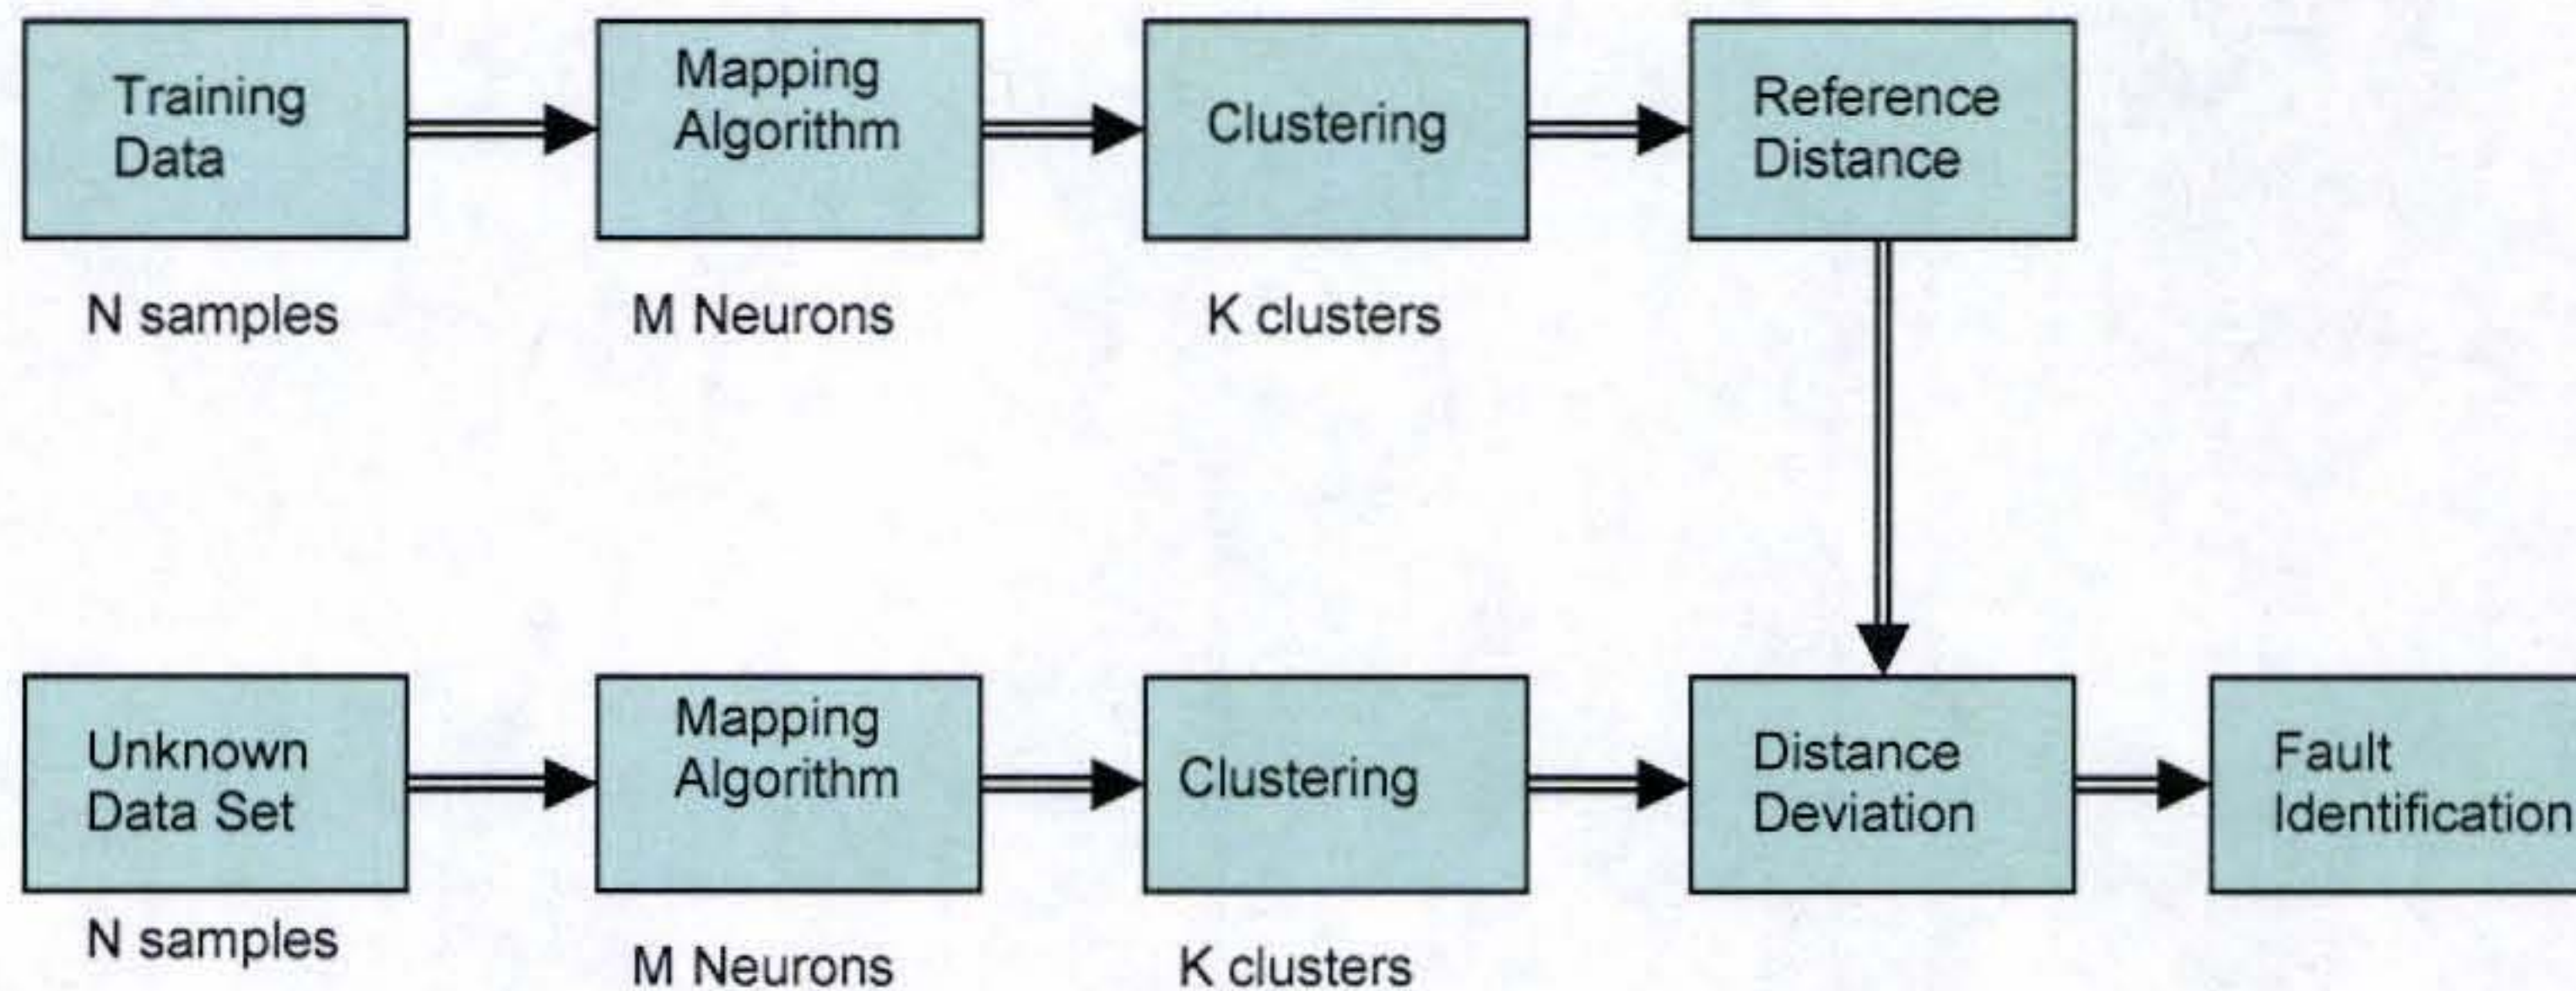 Training
Data
Mapping
Algorithm
Clustering
Reference
Distance
N samples
M Neurons
K clusters
Unknown
Data Set
Mapping
Algorithm
Clustering
Distance
Deviation
Fault
Identification
N samples
M Neurons
K clusters